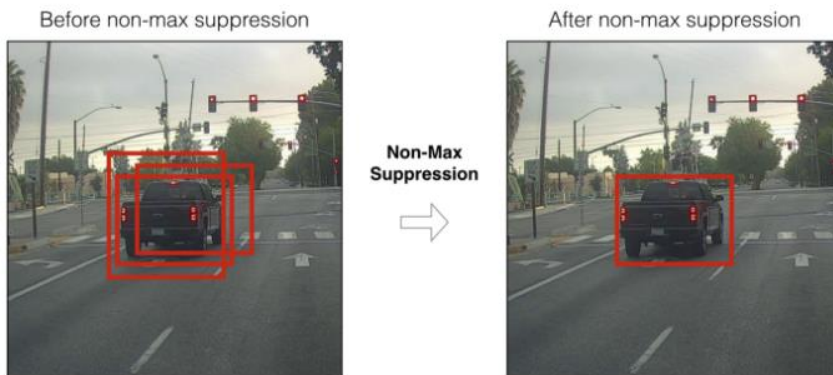 Before non-max suppression
After non-max suppression
Non-Max
Suppression